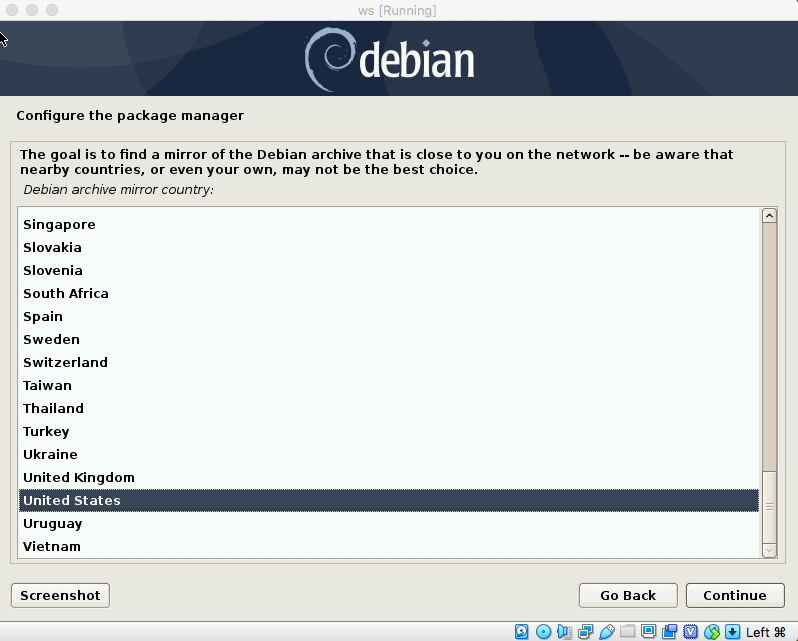 ws [Running]
debian
Configure the package manager
The goal is to find a mirror of the Debian archive that is close to you on the network -- be aware that
nearby countries, or even your own, may not be the best choice.
Debian archive mirror country:
Singapore
Slovakia
Slovenia
South Africa
Spain
Sweden
Switzerland
Taiwan
Thailand
Turkey
Ukraine
United Kingdom
United States
Uruguay
Vietnam
Screenshot
Go Back
Continue
Left ⌘